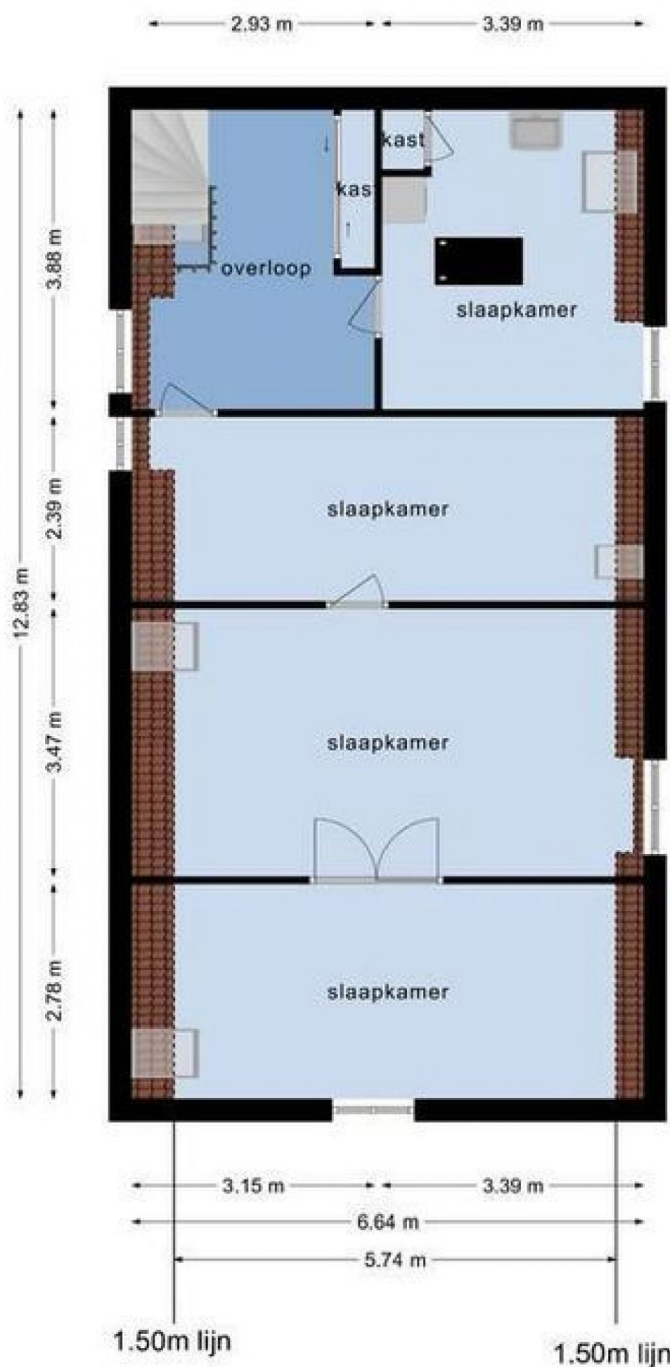 2.93 m
3.39 m
kast
kast
overloop
slaapkamer
3.88 m
slaapkamer
2.39 m
12.83 m
slaapkamer
3.47 m
slaapkamer
2.78 m
3.15 m
3.39 m
6.64 m
5.74 m
1.50m lijn
1.50m lijn